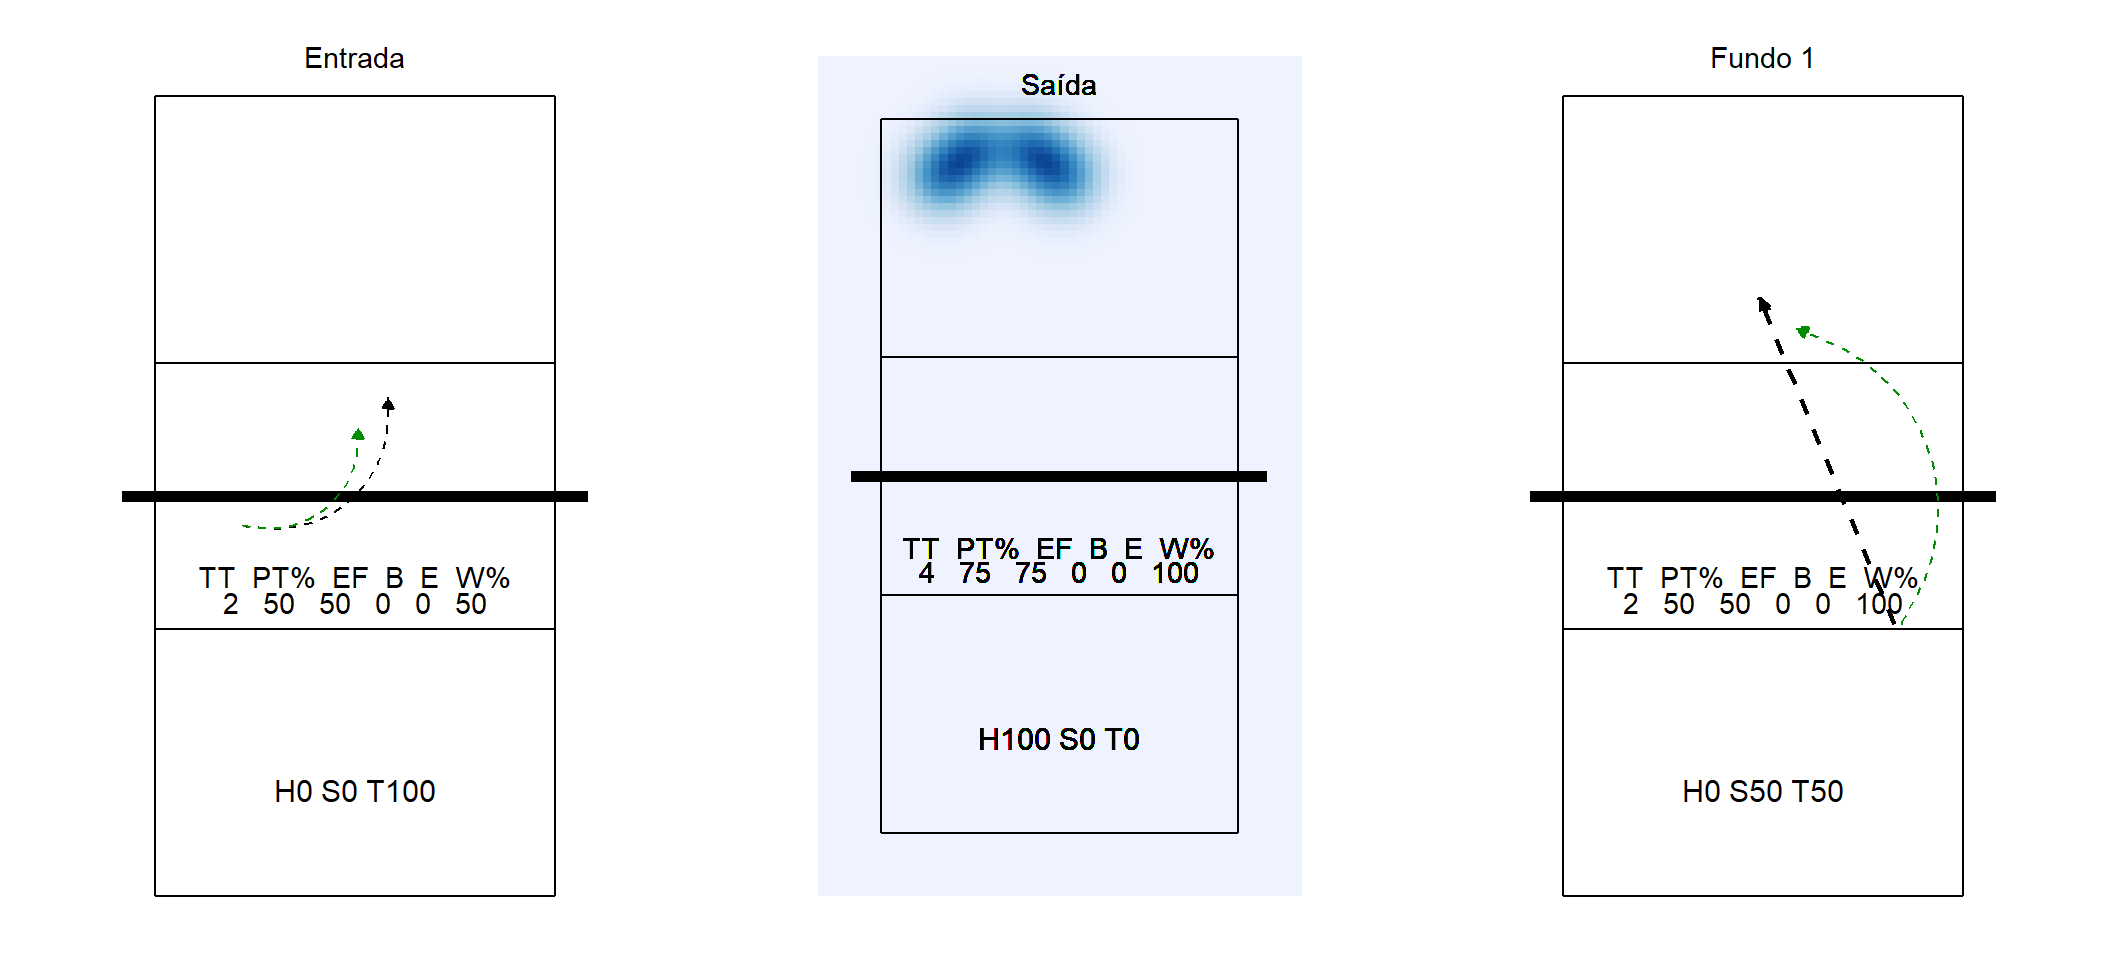 Entrada
TT PT% EF B E W%
2 50 50 0 0 50
H0 S0 T100
Saída
TT PT% EF B E W%
4 75 75 0 0 100
H100 S0 T0
Fundo 1
TT PT% EF B E W%
2 50 50 0 0 100
H0 S50 T50